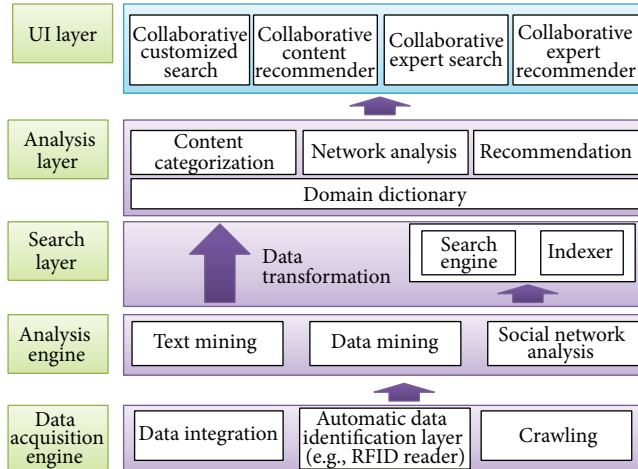 UI layer
Collaborative
customized
search
Collaborative
content
recommender
Collaborative
expert search
Collaborative
expert
recommender
Analysis
layer
Content
categorization
Network analysis
Recommendation
Domain dictionary
Search
layer
Data
transformation
Search
engine
Indexer
Analysis
engine
Text mining
Data mining
Social network
analysis
Data
acquisition
engine
Data integration
Automatic data
identification layer
(e.g., RFID reader)
Crawling